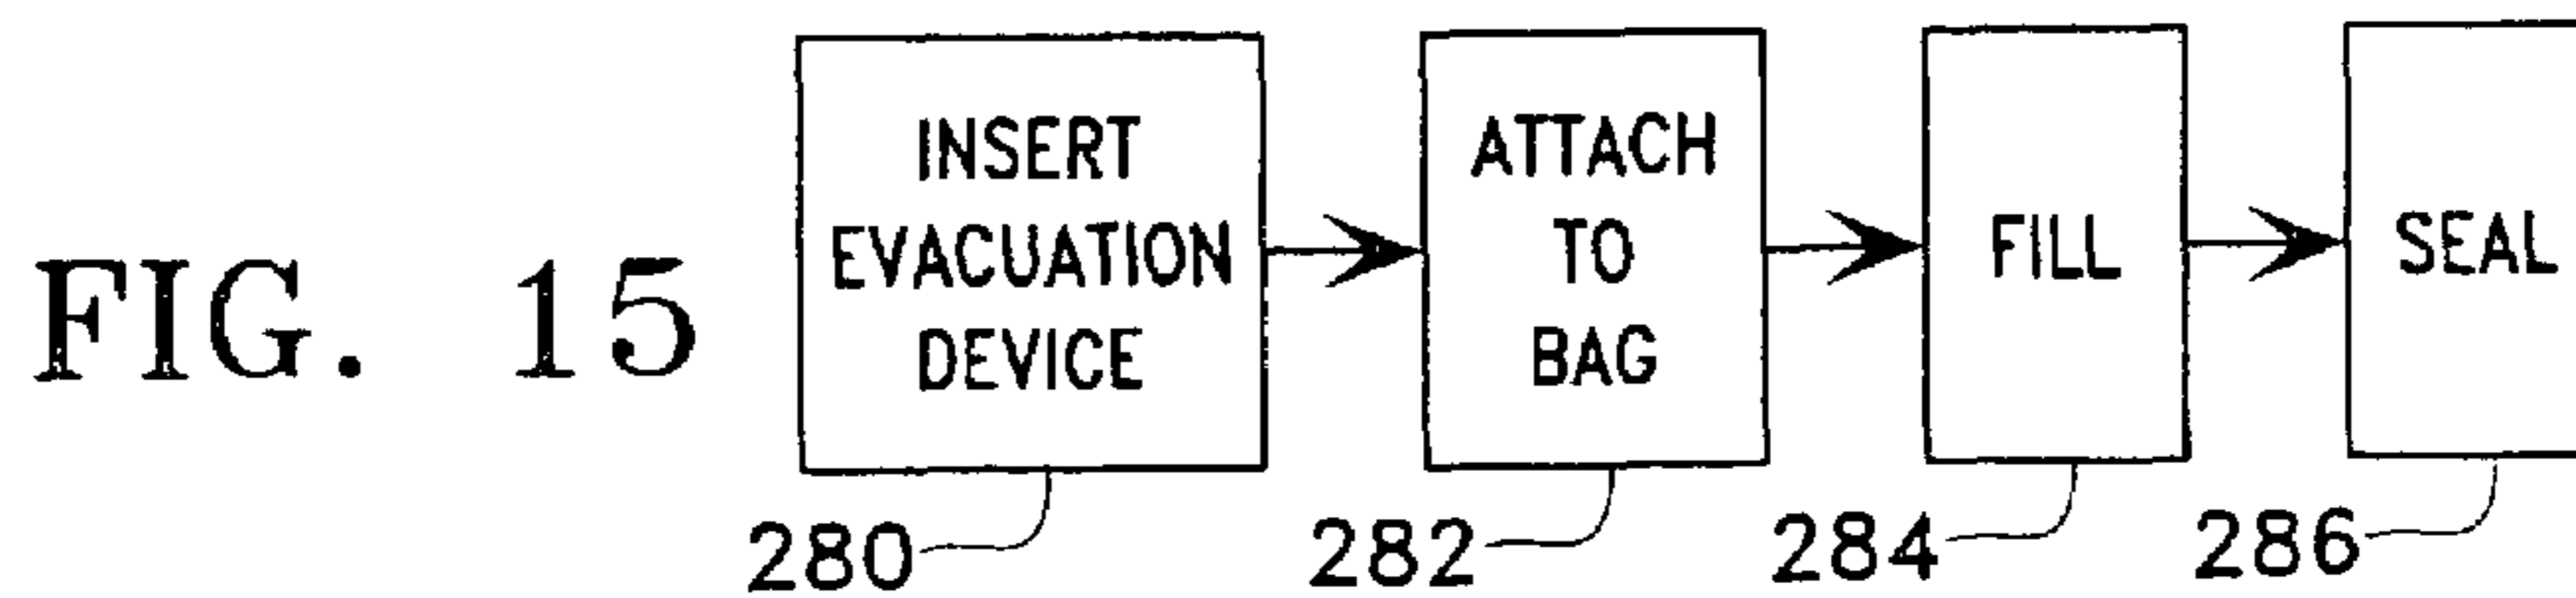 FIG. 15
INSERT
EVACUATION
DEVICE
280
ATTACH
TO
BAG
282
FILL
284
SEAL
286